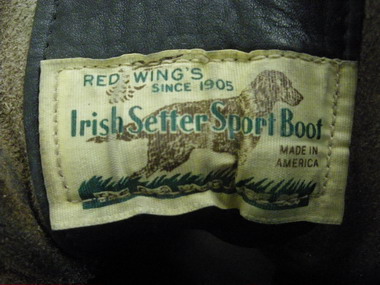 RED WING'S
SINCE 1905
Irish Setter Sport Boot
MADE IN
AMERICA